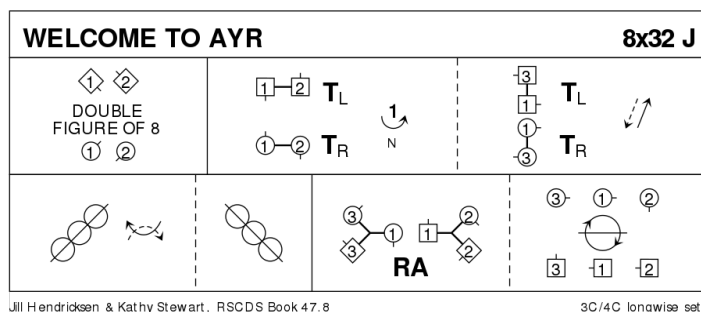 WELCOME TO AYR 8x32 J
1 2
DOUBLE
FIGURE OF 8
1 2
1 2 TL
1 2 TR
1
N
3
1 TL
1
3 TR
3 1 2
3 1 1 2
RA
3 1 2
Jill Hendricksen & Kathy Stewart, RSCDS Book 47.8 3C/4C longwise set